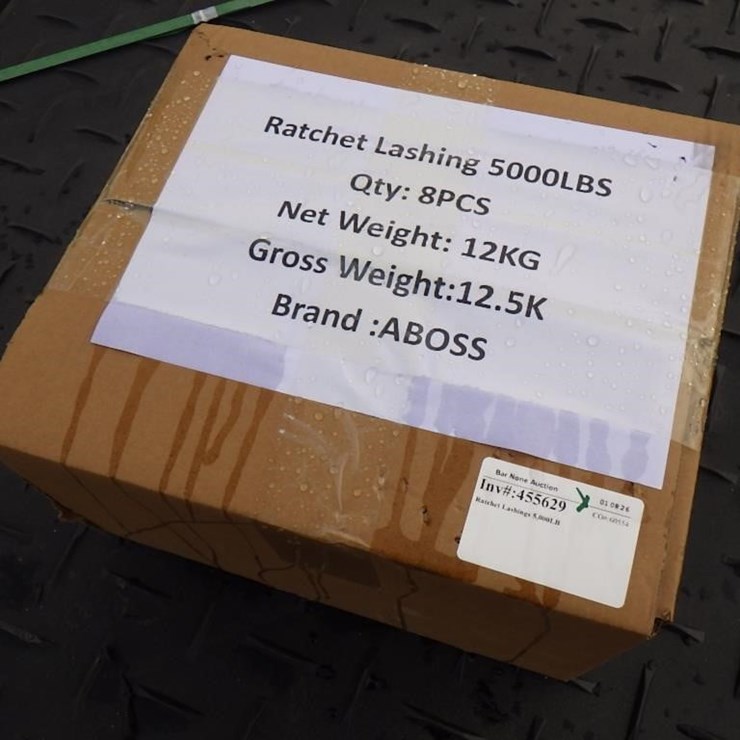 Ratchet Lashing 5000LBS
Qty: 8PCS
Net Weight: 12KG
Gross Weight:12.5K
Brand :ABOSS
Bar None Auction
01 08 26
Inv#:455629
Ratchet Lashings 5,000LB